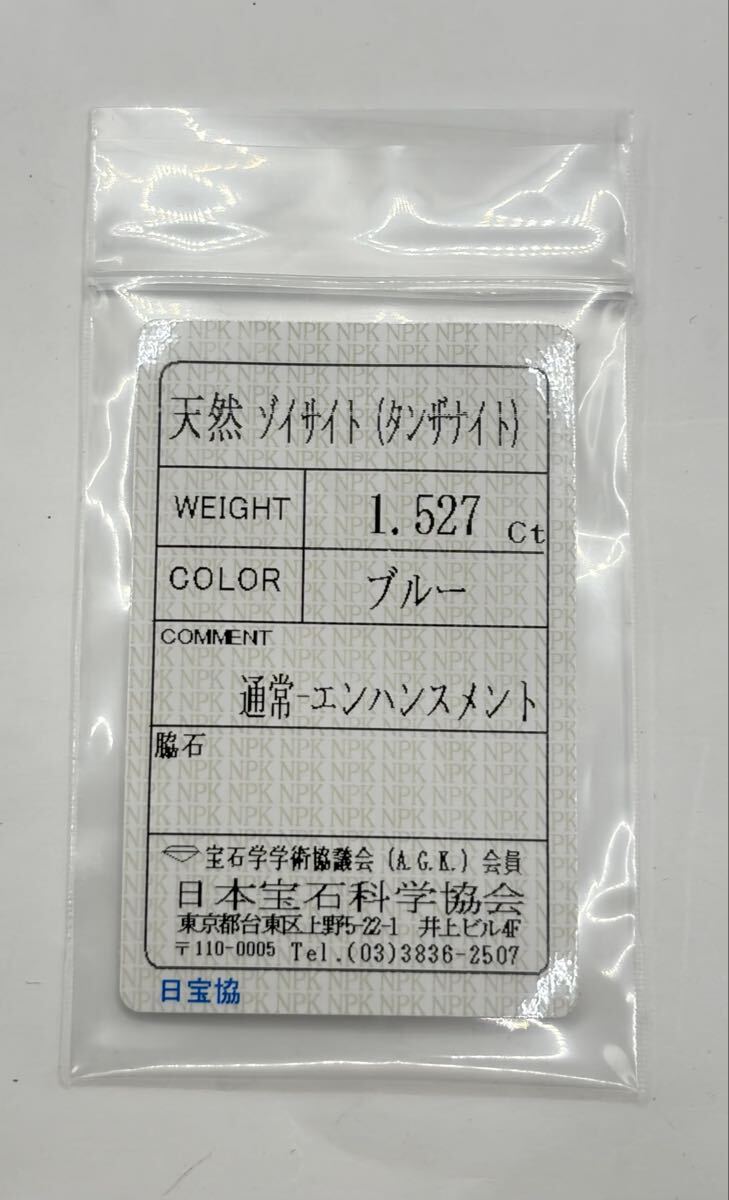 天然 ゾイサイト (タンザナイト)
WEIGHT 1.527 Ct
COLOR ブルー
COMMENT
通常-エンハンスメント
脇石
宝石学学術協議会 (A.G.K.) 会員
日本宝石科学協会
東京都台東区上野5-22-1 井上ビル4F
〒110-0005 Tel.(03)3836-2507
日宝協